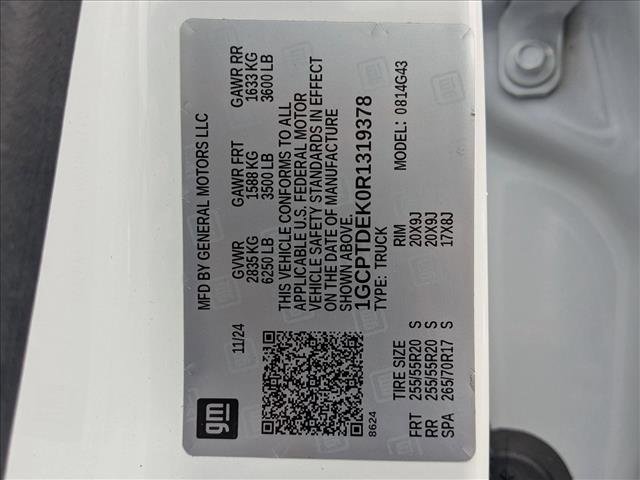 MFD BY GENERAL MOTORS LLC
11/24 GVWR GAWR FRT GAWR RR
2835 KG 1588 KG 1633 KG
6250 LB 3500 LB 3600 LB
THIS VEHICLE CONFORMS TO ALL
APPLICABLE U.S. FEDERAL MOTOR
VEHICLE SAFETY STANDARDS IN EFFECT
ON THE DATE OF MANUFACTURE
SHOWN ABOVE.
1GCPTDEK0R1319378
8624 TYPE: TRUCK MODEL: 0814G43
TIRE SIZE RIM
FRT 255/55R20 S 20X9J
RR 255/55R20 S 20X9J
SPA 265/70R17 S 17X8J
gm